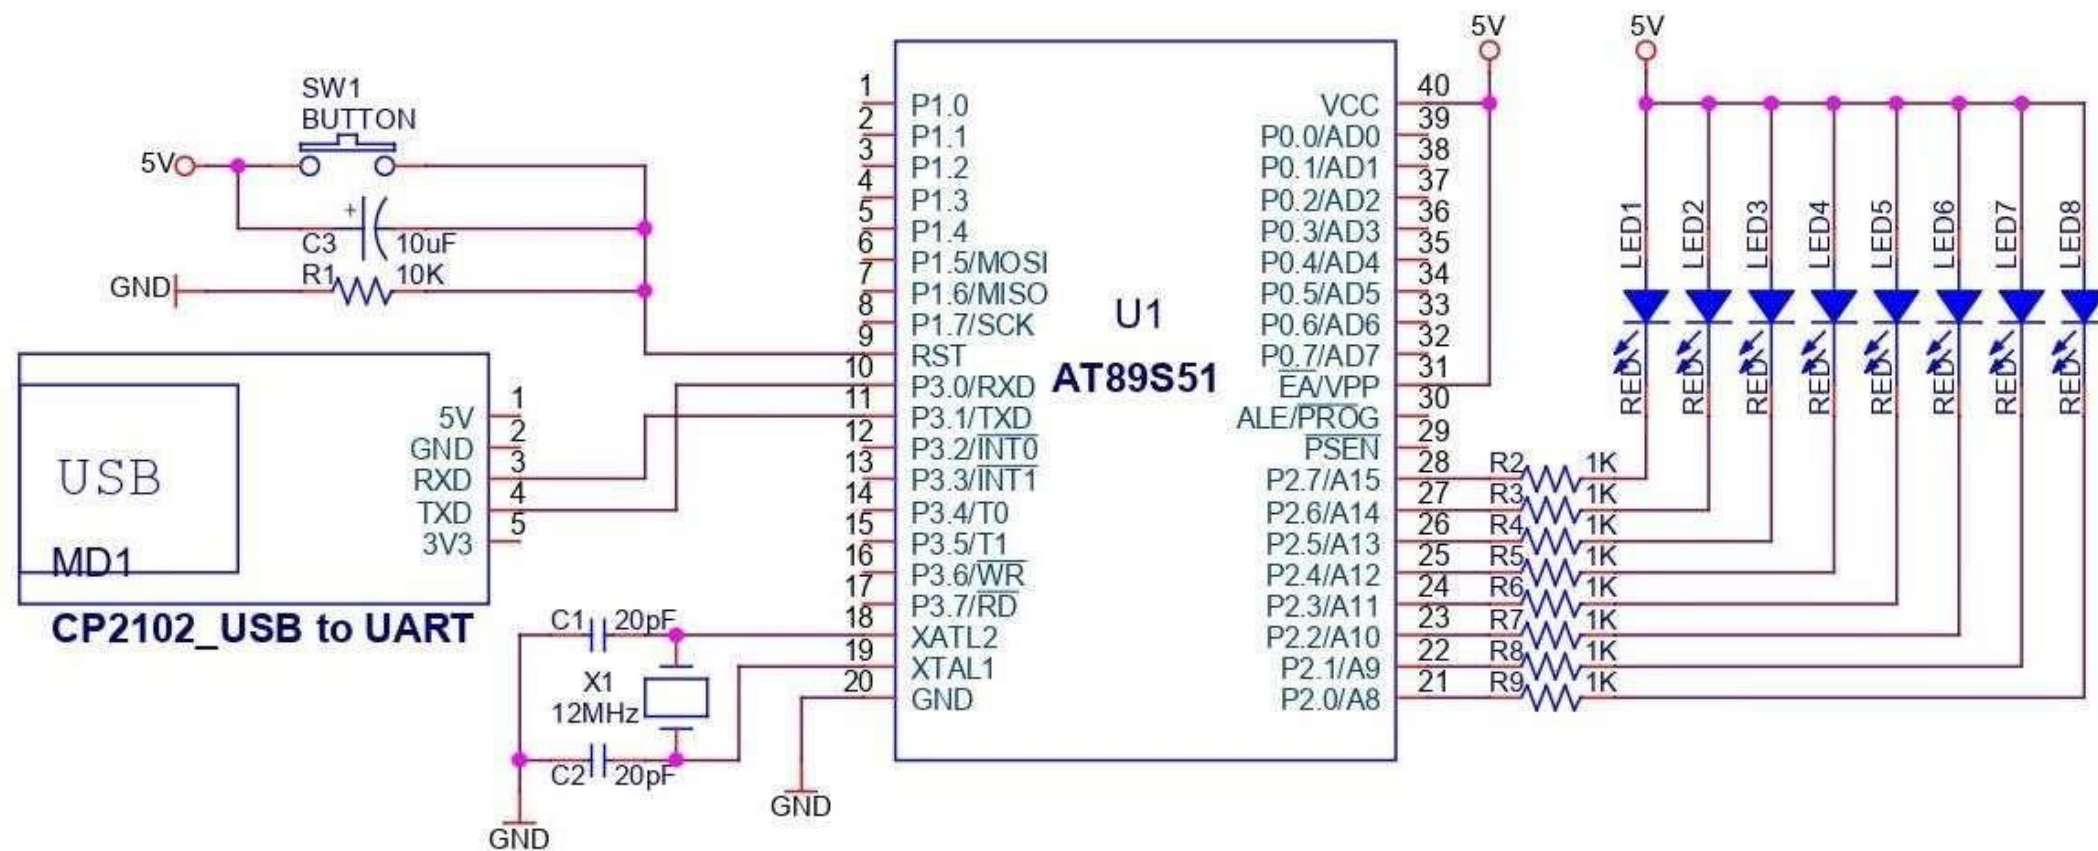 SW1
BUTTON
5V
C3 10uF
R1 10K
GND
USB
MD1
1
5V
2
GND
3
RXD
4
TXD
5
3V3
CP2102_USB to UART
C1 20pF
X1
12MHz
C2 20pF
GND
GND
1 P1.0
2 P1.1
3 P1.2
4 P1.3
5 P1.4
6 P1.5/MOSI
7 P1.6/MISO
8 P1.7/SCK
9 RST
10 P3.0/RXD
11 P3.1/TXD
12 P3.2/INT0
13 P3.3/INT1
14 P3.4/T0
15 P3.5/T1
16 P3.6/WR
17 P3.7/RD
18 XATL2
19 XTAL1
20 GND
U1
AT89S51
40 VCC
39 P0.0/AD0
38 P0.1/AD1
37 P0.2/AD2
36 P0.3/AD3
35 P0.4/AD4
34 P0.5/AD5
33 P0.6/AD6
32 P0.7/AD7
31 EA/VPP
30 ALE/PROG
29 PSEN
28 P2.7/A15
27 P2.6/A14
26 P2.5/A13
25 P2.4/A12
24 P2.3/A11
23 P2.2/A10
22 P2.1/A9
21 P2.0/A8
5V
5V
LED1
LED2
LED3
LED4
LED5
LED6
LED7
LED8
RED
RED
RED
RED
RED
RED
RED
RED
R2 1K
R3 1K
R4 1K
R5 1K
R6 1K
R7 1K
R8 1K
R9 1K